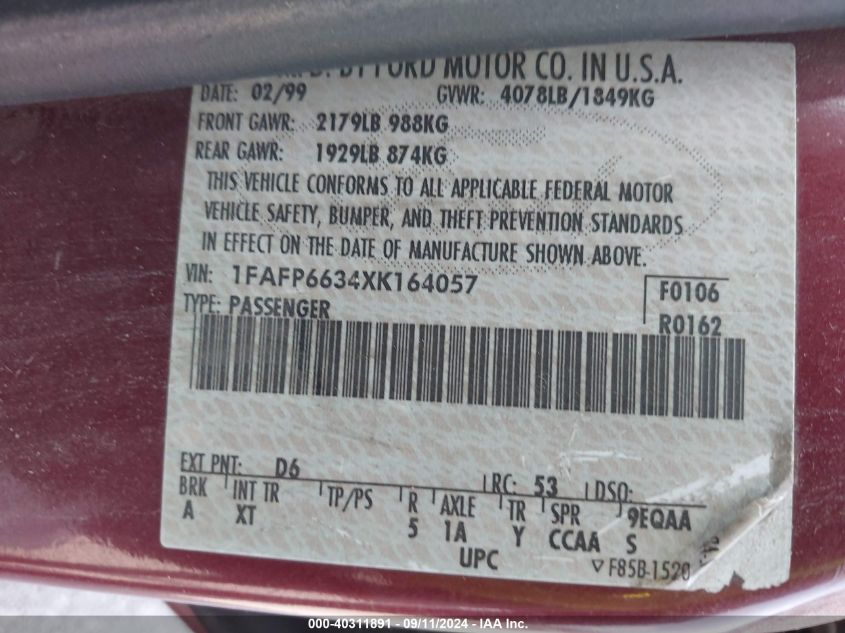 BY FORD MOTOR CO. IN U.S.A.
DATE: 02/99 GVWR: 4078LB/1849KG
FRONT GAWR: 2179LB 988KG
REAR GAWR: 1929LB 874KG
THIS VEHICLE CONFORMS TO ALL APPLICABLE FEDERAL MOTOR
VEHICLE SAFETY, BUMPER, AND THEFT PREVENTION STANDARDS
IN EFFECT ON THE DATE OF MANUFACTURE SHOWN ABOVE.
VIN: 1FAFP6634XK164057
F0106
TYPE: PASSENGER
R0162
EXT PNT: D6 RC: 53 DSO:
BRK INT TR TP/PS R AXLE TR SPR 9EQAA
A XT 5 1A Y CCAA S
UPC ▽F85B-1520
000-40311891 - 09/11/2024 - IAA Inc.